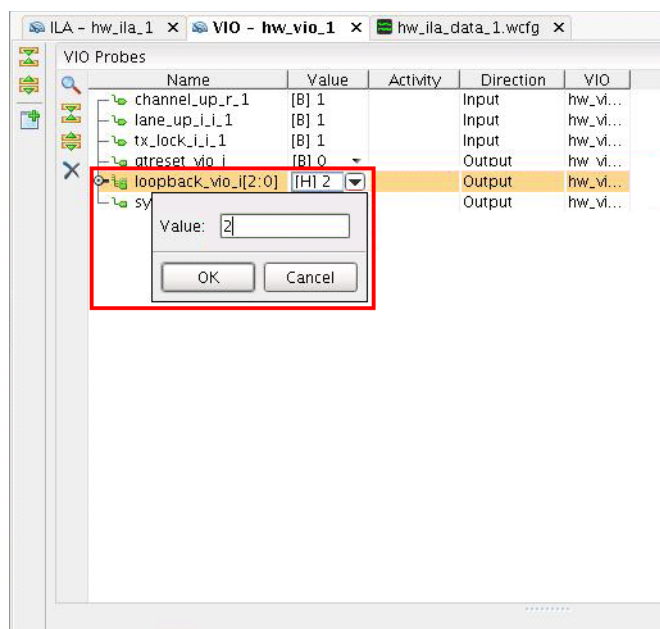 ILA - hw_ila_1 VIO - hw_vio_1 hw_ila_data_1.wcfg
VIO Probes
Name Value Activity Direction VIO
channel_up_r_1 [B] 1 Input hw_vi...
lane_up_i_i_1 [B] 1 Input hw_vi...
tx_lock_i_i_1 [B] 1 Input hw_vi...
gtreset_vio_i [B] 0 Output hw_vi...
loopback_vio_i[2:0] [H] 2 Output hw_vi...
sy Output hw_vi...
Value: 2
OK Cancel